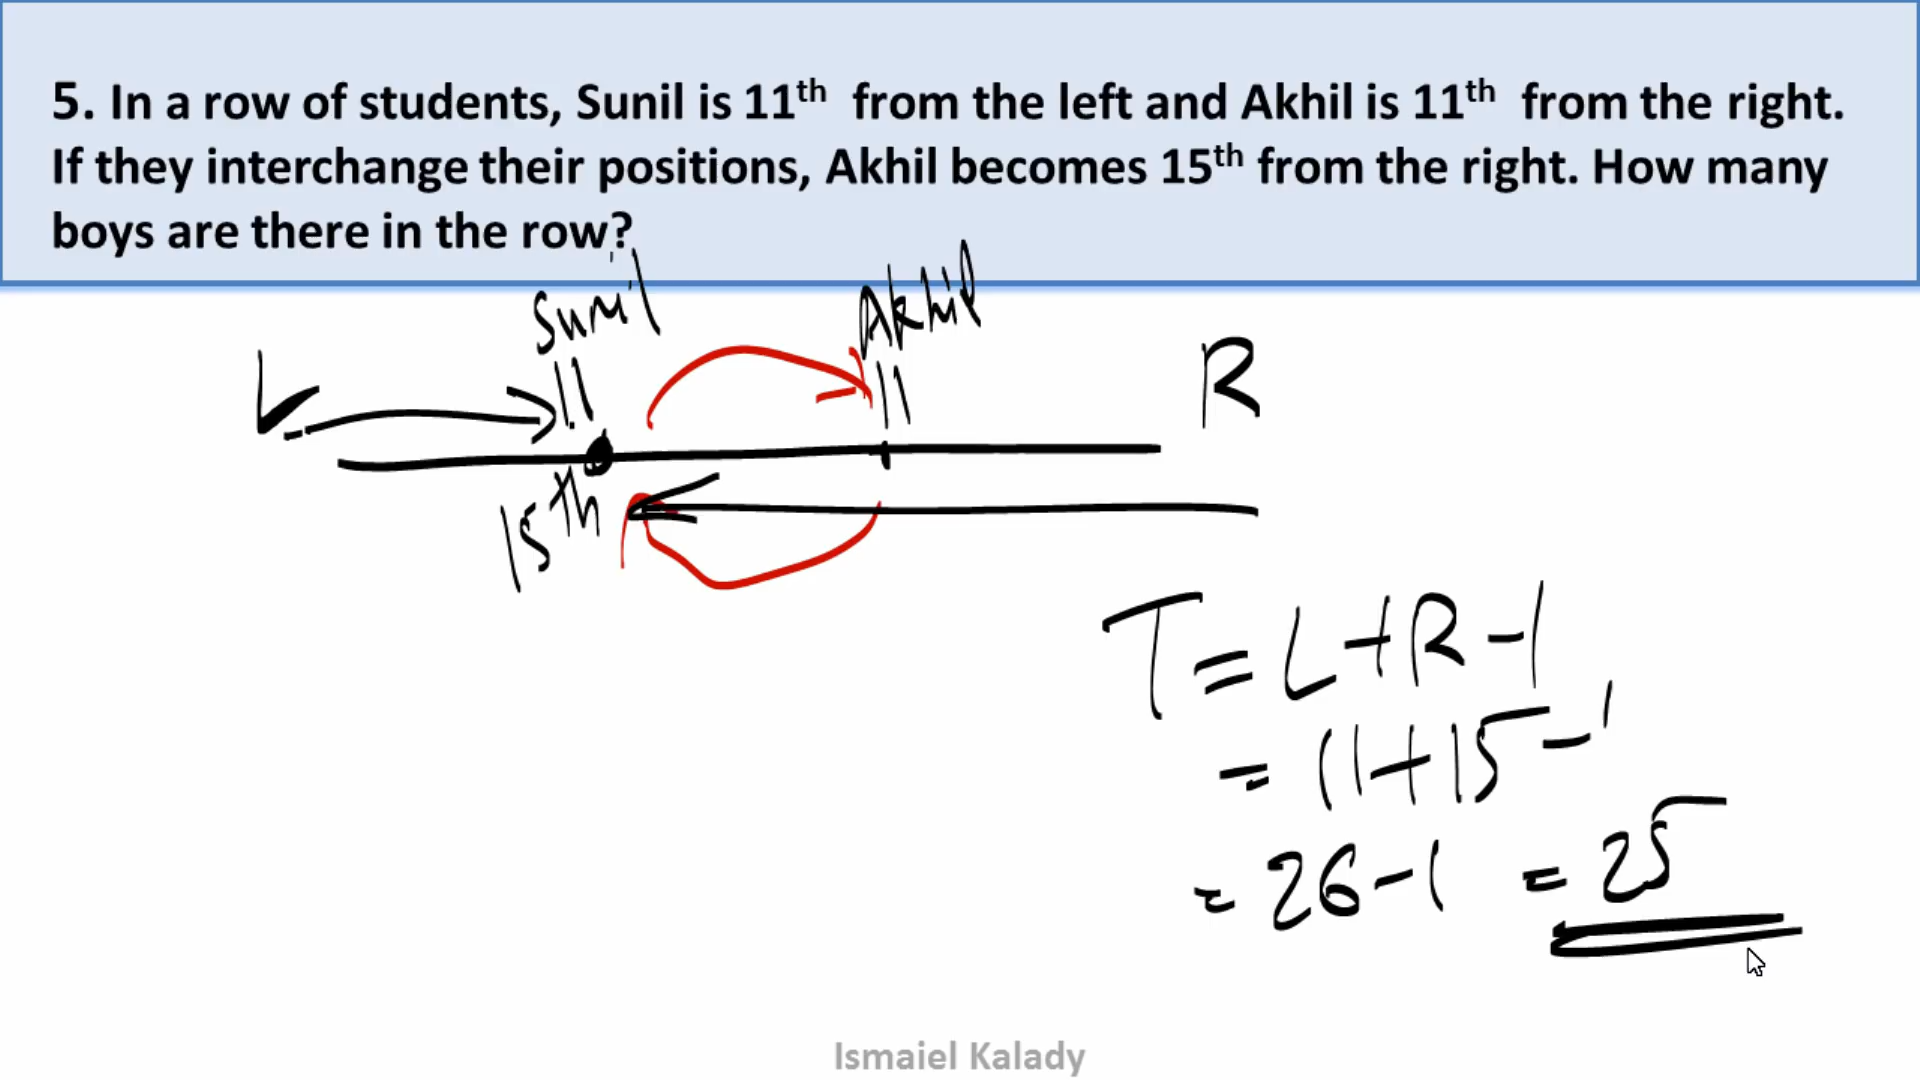 5. In a row of students, Sunil is 11th from the left and Akhil is 11th from the right.
If they interchange their positions, Akhil becomes 15th from the right. How many
boys are there in the row?
Sunil Akhil
L 11 11 R
15th
T = L + R - 1
= 11 + 15 - 1
= 26 - 1 = 25
Ismaiel Kalady